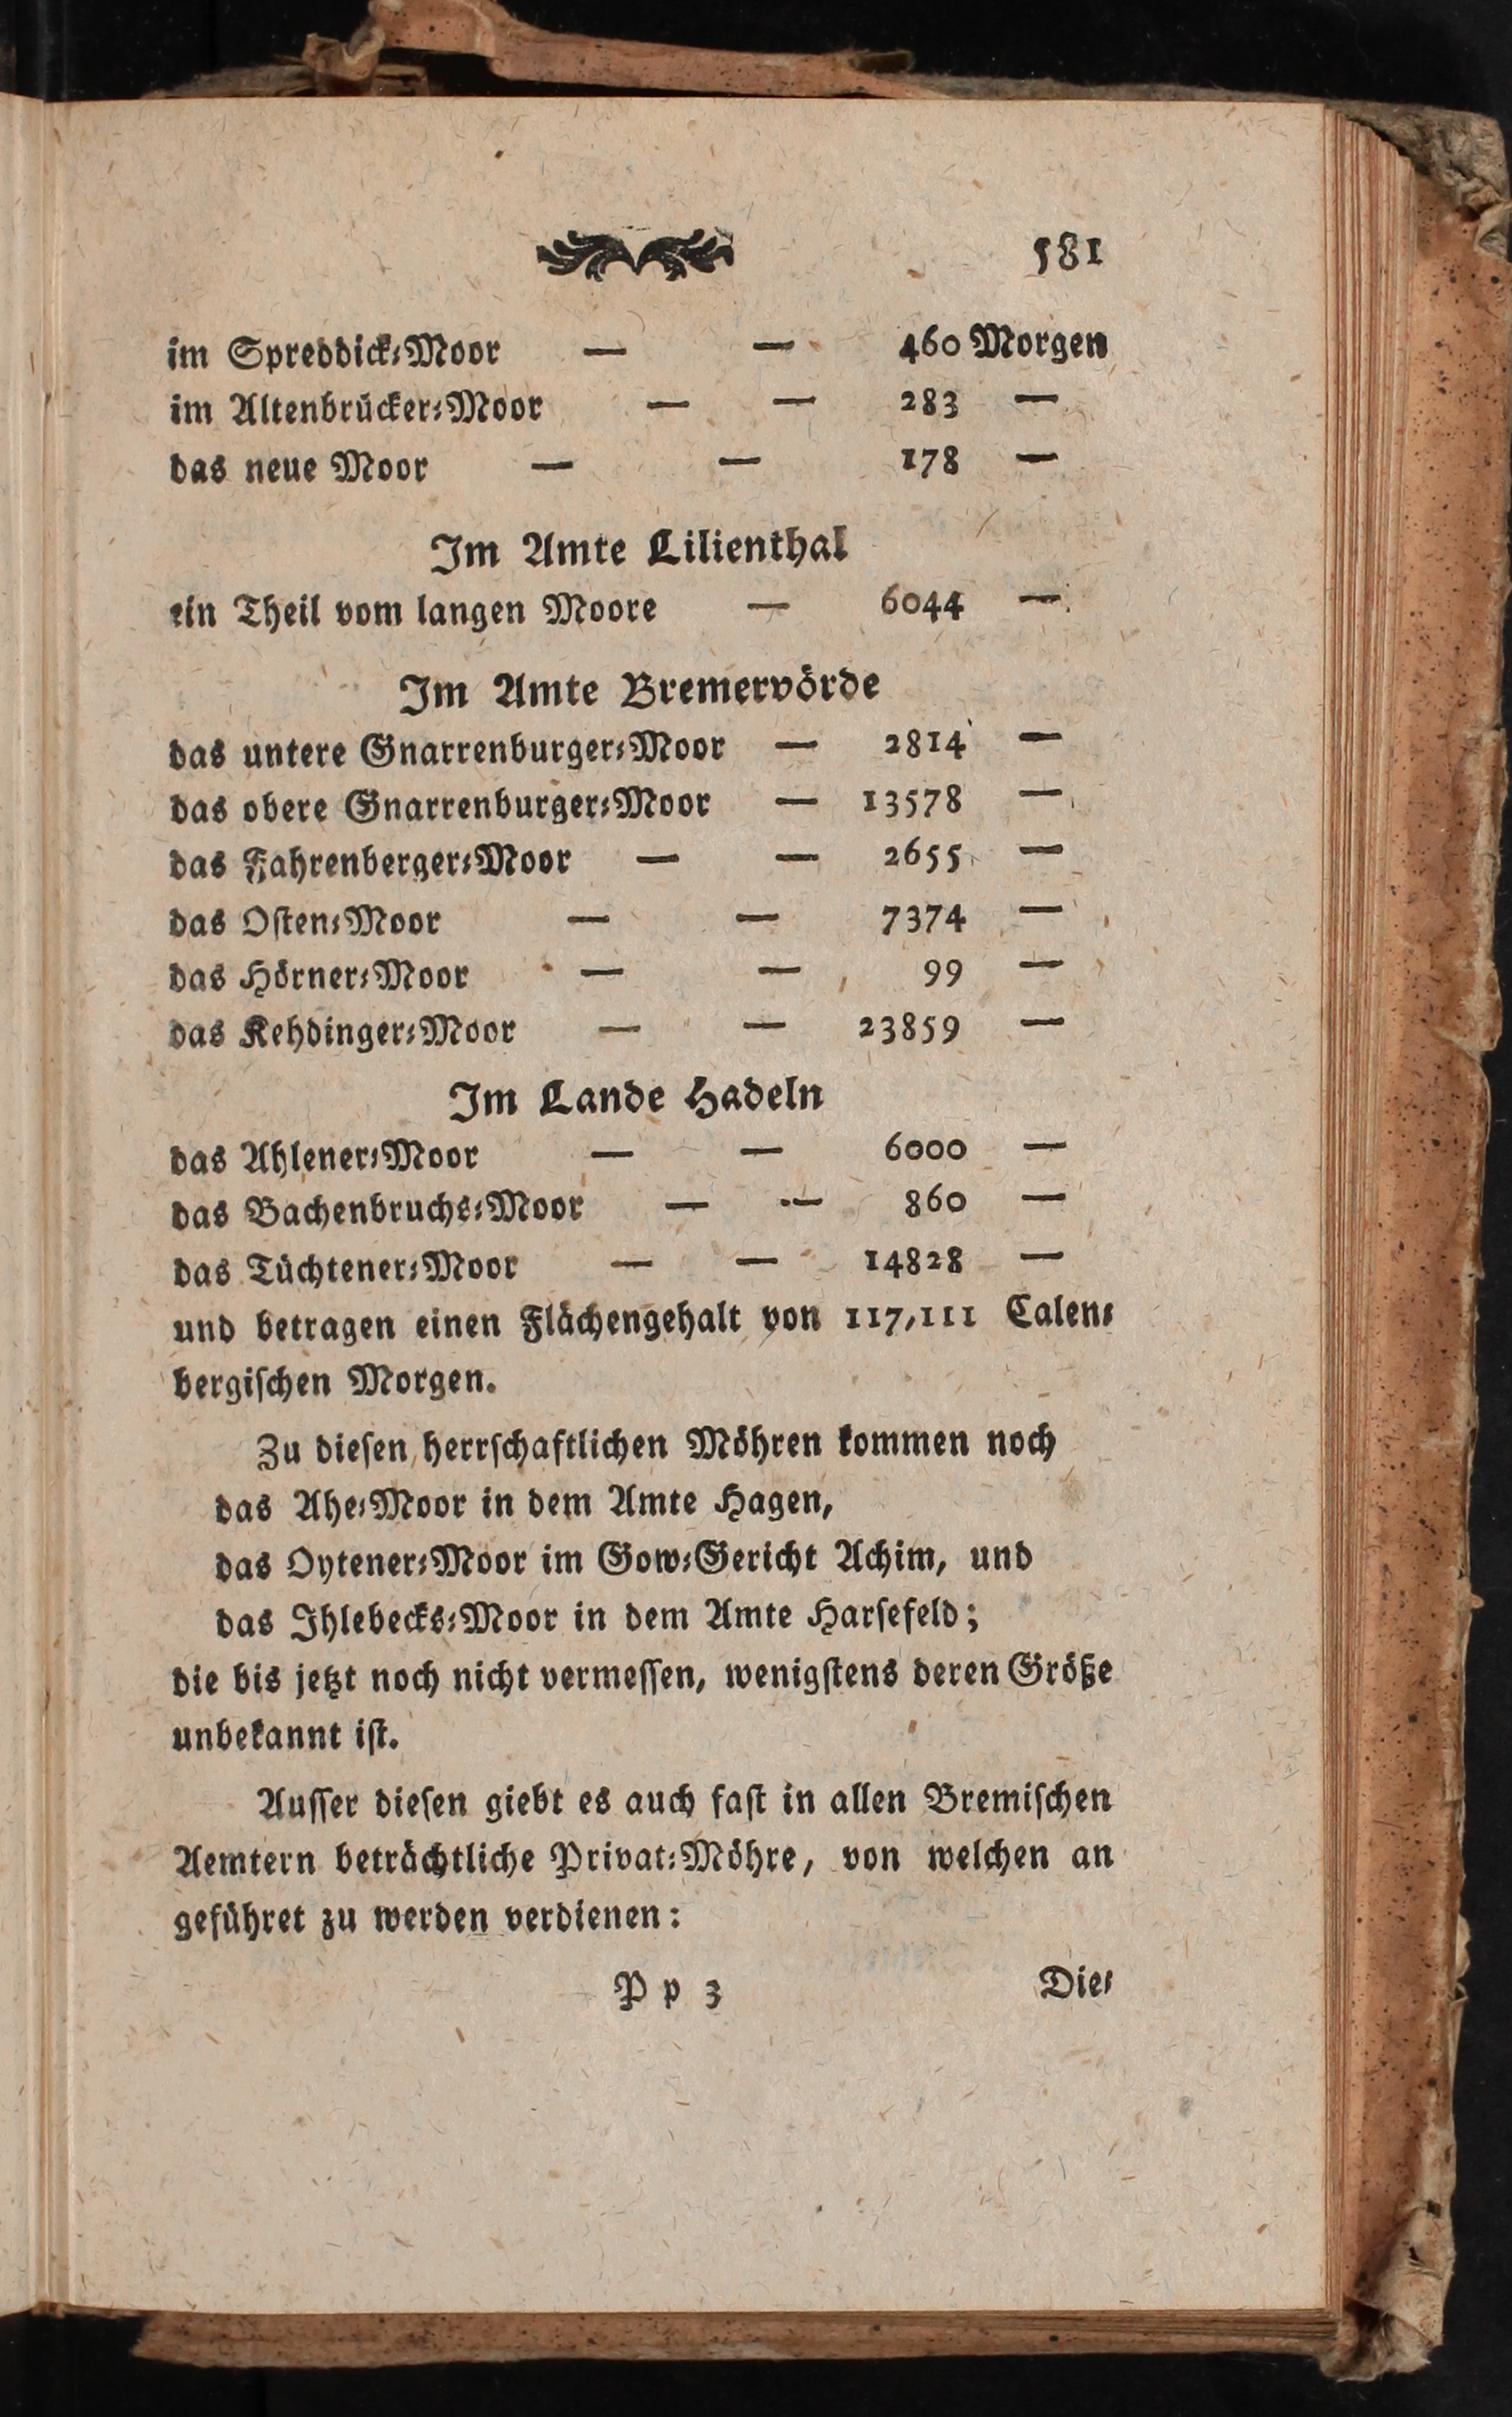 581
im Spreddick⸗Moor — — 460 Morgen
im Altenbrücker⸗Moor — — 283 —
das neue Moor — — 178 —
Im Amte Lilienthal
ein Theil vom langen Moore — 6044 —
Im Amte Bremervörde
das untere Gnarrenburger⸗Moor — 2814 —
das obere Gnarrenburger⸗Moor — 13578 —
das Fahrenberger⸗Moor — — 2655 —
das Oſten⸗Moor — — 7374 —
das Hörner⸗Moor — — 99 —
das Kehdinger⸗Moor — — 23859 —
Im Lande Hadeln
das Ahlener⸗Moor — — 6000 —
das Bachenbruchs⸗Moor — — 860 —
das Tüchtener⸗Moor — — 14828 —
und betragen einen Flächengehalt von 117,111 Calen⸗
bergiſchen Morgen.
Zu dieſen herrſchaftlichen Möhren kommen noch
das Ahe⸗Moor in dem Amte Hagen,
das Oytener⸗Moor im Gow⸗Gericht Achim, und
das Ihlebecks⸗Moor in dem Amte Harſefeld;
die bis jetzt noch nicht vermeſſen, wenigſtens deren Größe
unbekannt iſt.
Auſſer dieſen giebt es auch faſt in allen Bremiſchen
Aemtern beträchtliche Privat⸗Möhre, von welchen an
geführet zu werden verdienen:
P p 3 Die⸗